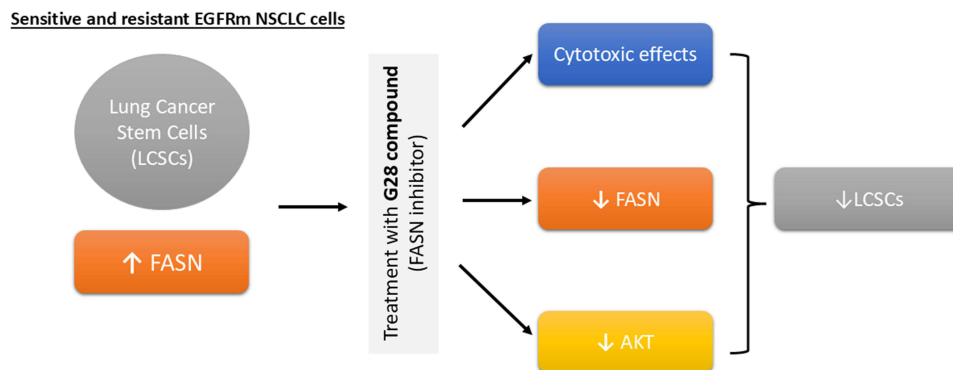 Sensitive and resistant EGFRm NSCLC cells
Lung Cancer
Stem Cells
(LCSCs)
↑ FASN
Treatment with G28 compound
(FASN inhibitor)
Cytotoxic effects
↓ FASN
↓ AKT
↓LCSCs